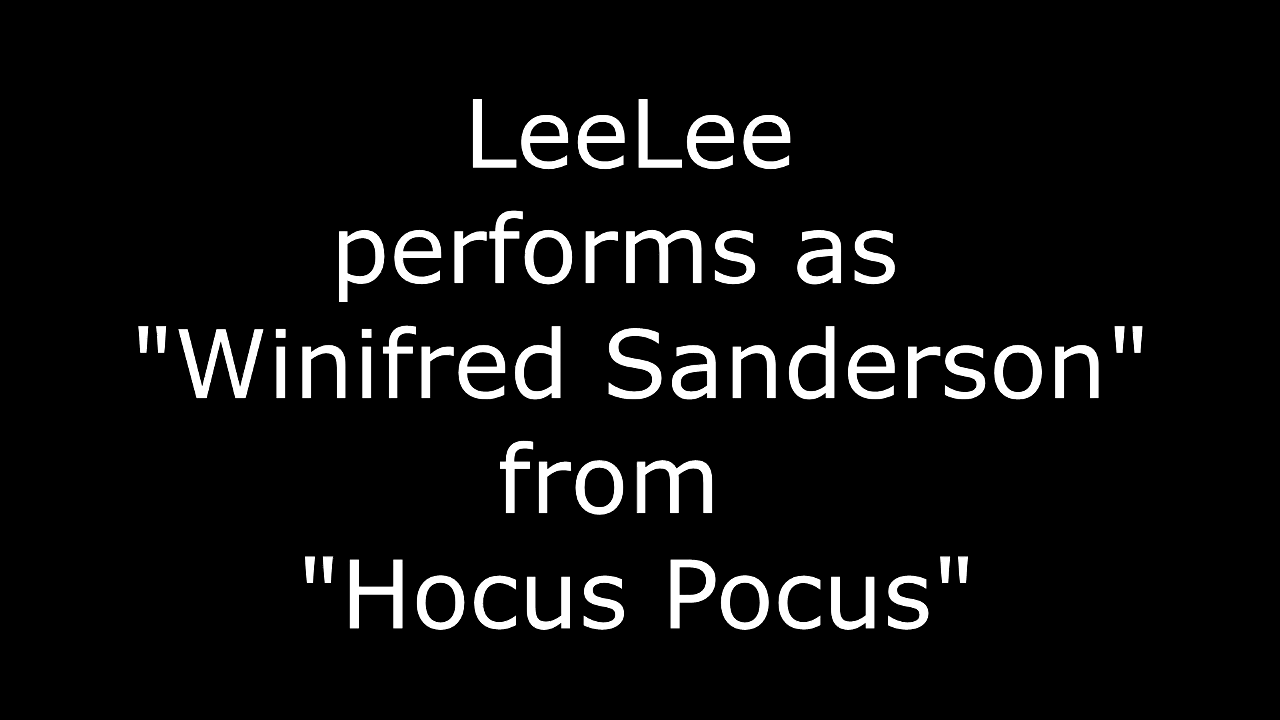 LeeLee
performs as
"Winifred Sanderson"
from
"Hocus Pocus"